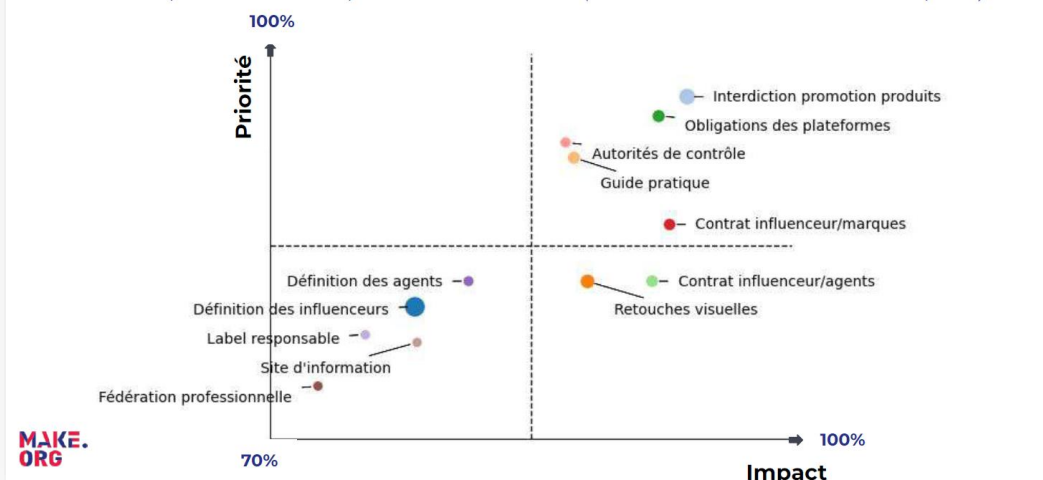 100%
Priorité
Interdiction promotion produits
Obligations des plateformes
Autorités de contrôle
Guide pratique
Contrat influenceur/marques
Définition des agents
Contrat influenceur/agents
Définition des influenceurs
Retouches visuelles
Label responsable
Site d'information
Fédération professionnelle
MAKE.
ORG
100%
70%
Impact